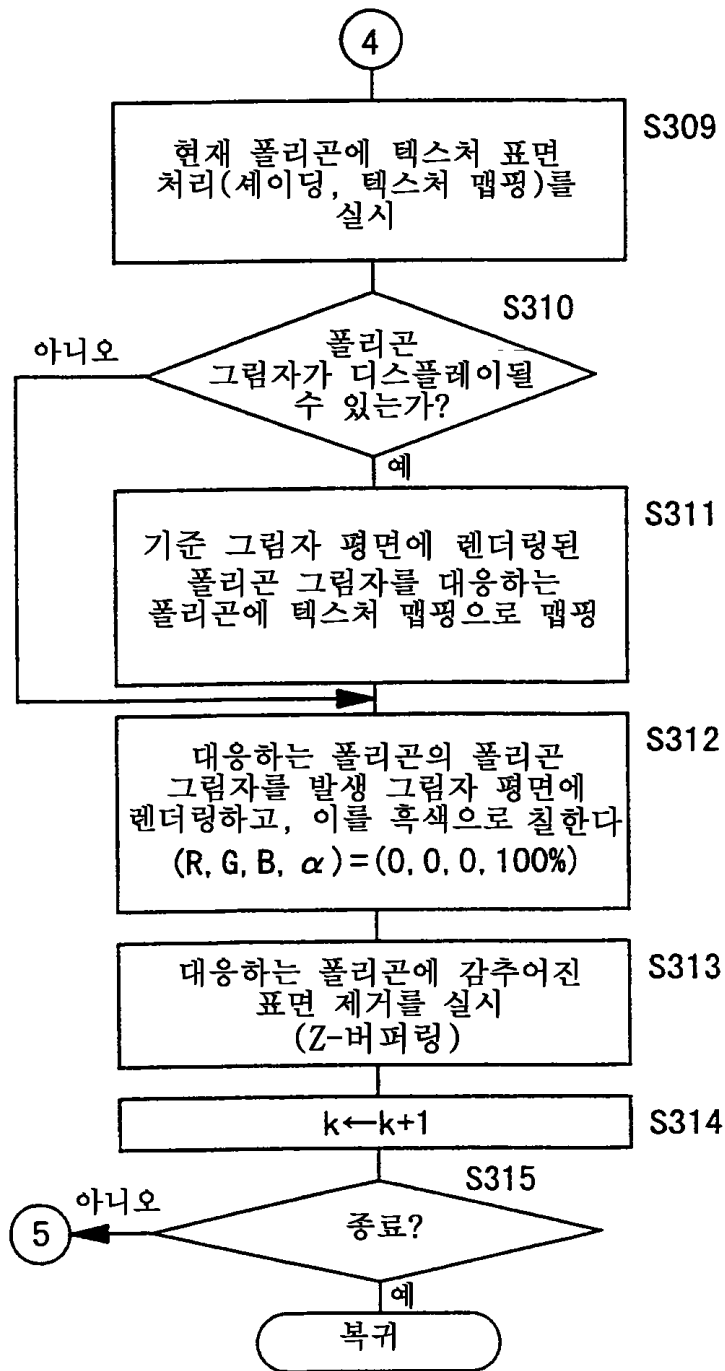 4
S309
현재 폴리곤에 텍스처 표면
처리(셰이딩, 텍스처 맵핑)를
실시
S310
아니오
폴리곤
그림자가 디스플레이될
수 있는가?
예
S311
기준 그림자 평면에 렌더링된
폴리곤 그림자를 대응하는
폴리곤에 텍스처 맵핑으로 맵핑
S312
대응하는 폴리곤의 폴리곤
그림자를 발생 그림자 평면에
렌더링하고, 이를 흑색으로 칠한다
(R, G, B, α)=(0, 0, 0, 100%)
S313
대응하는 폴리곤에 감추어진
표면 제거를 실시
(Z-버퍼링)
k←k+1
S314
S315
아니오
5
종료?
예
복귀